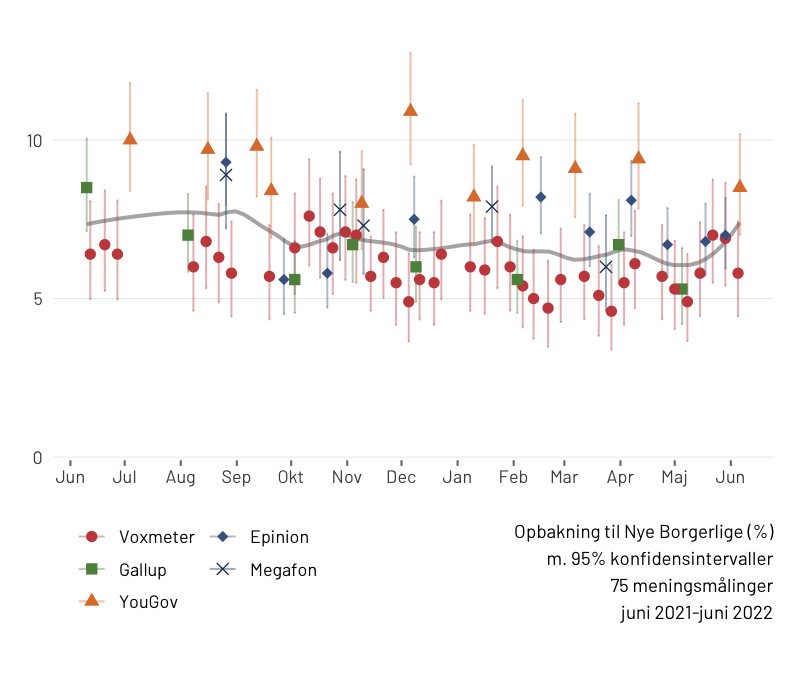 10
5
0
Jun Jul Aug Sep Okt Nov Dec Jan Feb Mar Apr Maj Jun
Voxmeter
Epinion
Gallup
Megafon
YouGov
Opbakning til Nye Borgerlige (%)
m. 95% konfidensintervaller
75 meningsmålinger
juni 2021-juni 2022